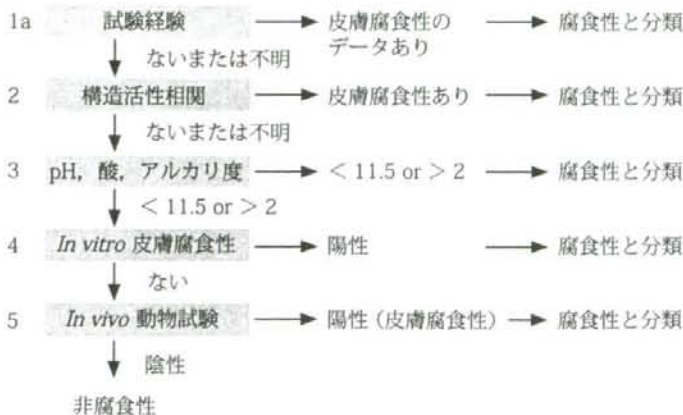 1a 試験経験 皮膚腐食性の 腐食性と分類
データあり
ないまたは不明
2 構造活性相関 皮膚腐食性あり 腐食性と分類
ないまたは不明
3 pH, 酸, アルカリ度 < 11.5 or > 2 腐食性と分類
< 11.5 or > 2
4 In vitro 皮膚腐食性 陽性 腐食性と分類
ない
5 In vivo 動物試験 陽性 (皮膚腐食性) 腐食性と分類
陰性
非腐食性